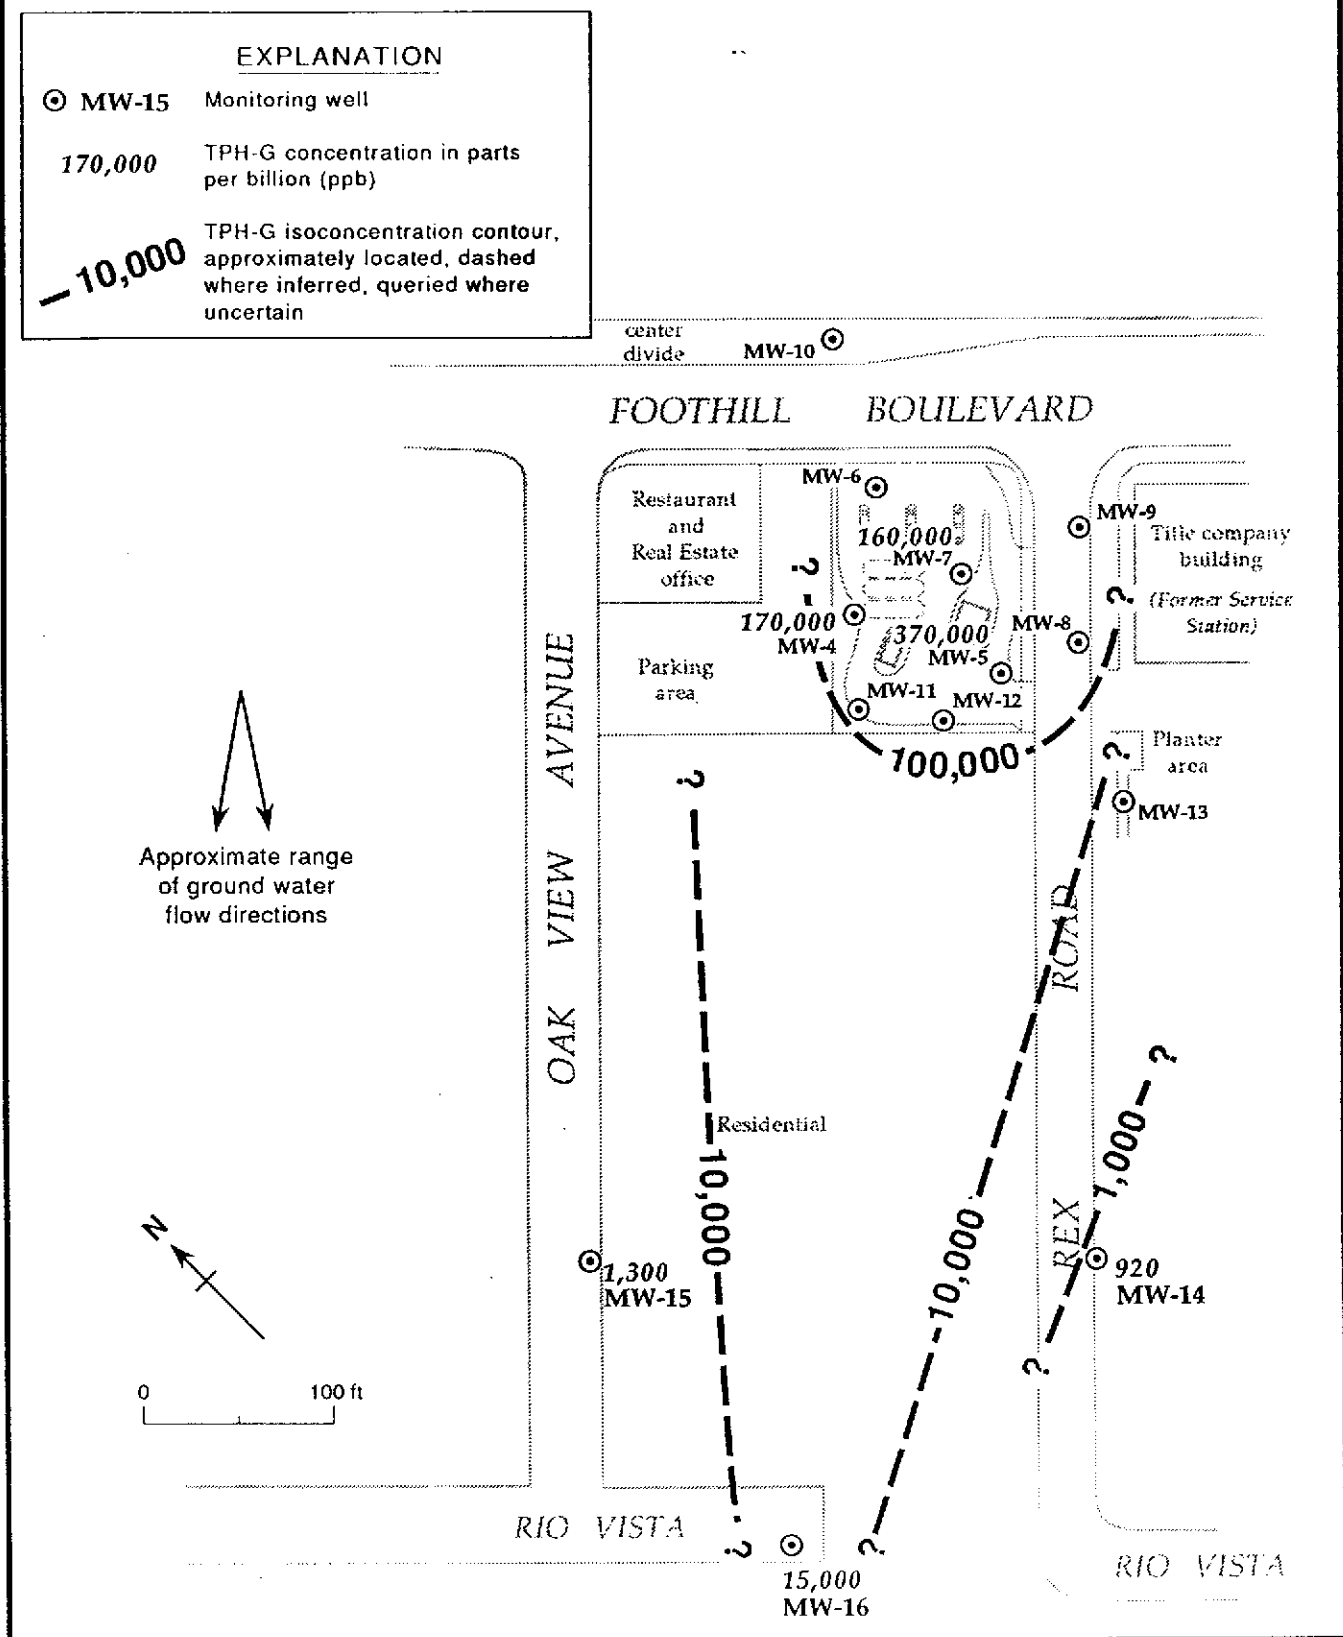 EXPLANATION
MW-15 Monitoring well
170,000 TPH-G concentration in parts
per billion (ppb)
10,000 TPH-G isoconcentration contour,
approximately located, dashed
where inferred, queried where
uncertain
center
divide
MW-10
FOOTHILL BOULEVARD
MW-6
Restaurant
and
Real Estate
office
160,000
MW-7
MW-9
Title company
building
(Former Service
Station)
?
?
170,000
MW-4
370,000
MW-5
MW-8
Parking
area
MW-11
MW-12
100,000
?
?
Planter
area
MW-13
OAK VIEW AVENUE
Approximate range
of ground water
flow directions
REX ROAD
?
1,000
Residential
10,000
10,000
N
1,300
MW-15
920
MW-14
?
0 100 ft
RIO VISTA
?
?
15,000
MW-16
RIO VISTA